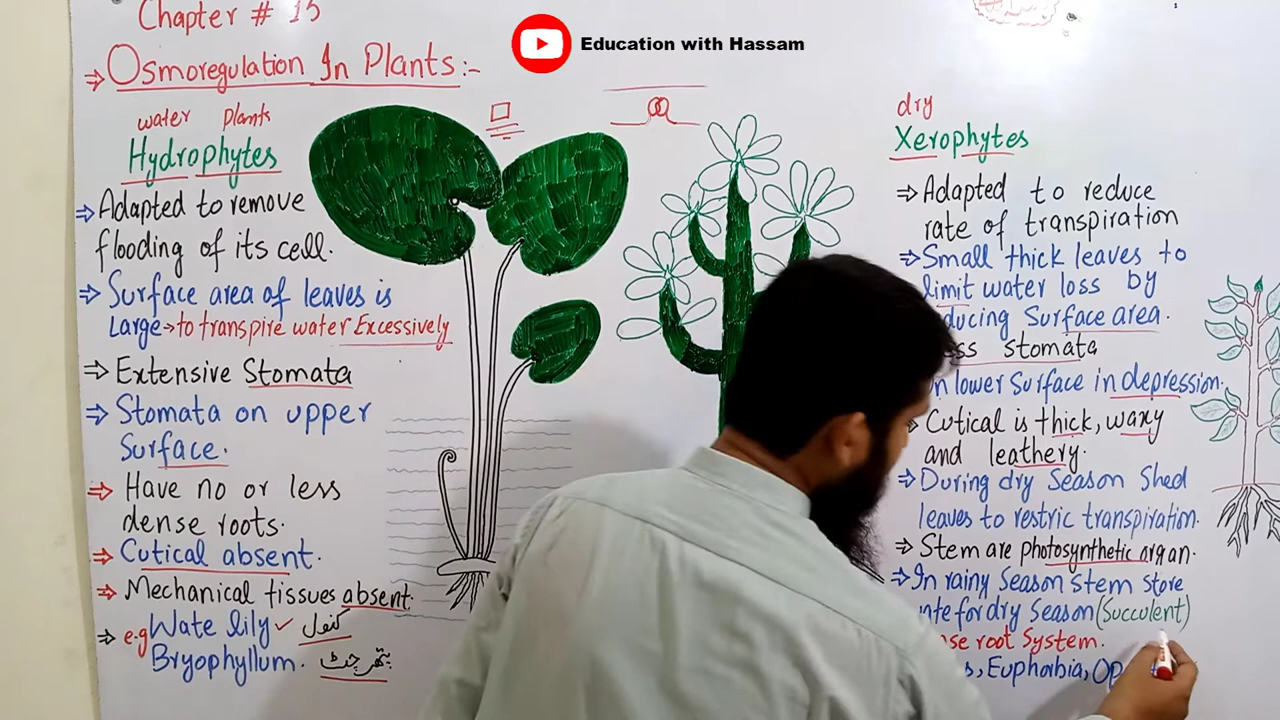 Chapter # 15
⇒ Osmoregulation In Plants:-
Education with Hassam
water plants
Hydrophytes
⇒ Adapted to remove
flooding of its cell.
⇒ Surface area of leaves is
Large → to transpire water Excessively
⇒ Extensive Stomata
⇒ Stomata on upper
Surface.
⇒ Have no or less
dense roots.
⇒ Cutical absent.
⇒ Mechanical tissues absent.
⇒ e.g Wate lily ✓ کنول
Bryophyllum. پتھر چٹ
dry
Xerophytes
⇒ Adapted to reduce
rate of transpiration
⇒ Small thick leaves to
limit water loss by
Surface area.
stomata
lower Surface in depression.
⇒ Cutical is thick, waxy
and leathery.
⇒ During dry Season Shed
leaves to restric transpiration.
⇒ Stem are photosynthetic organ.
⇒ In rainy Season stem store
for dry Season (Succulent)
root System.
, Euphorbia,